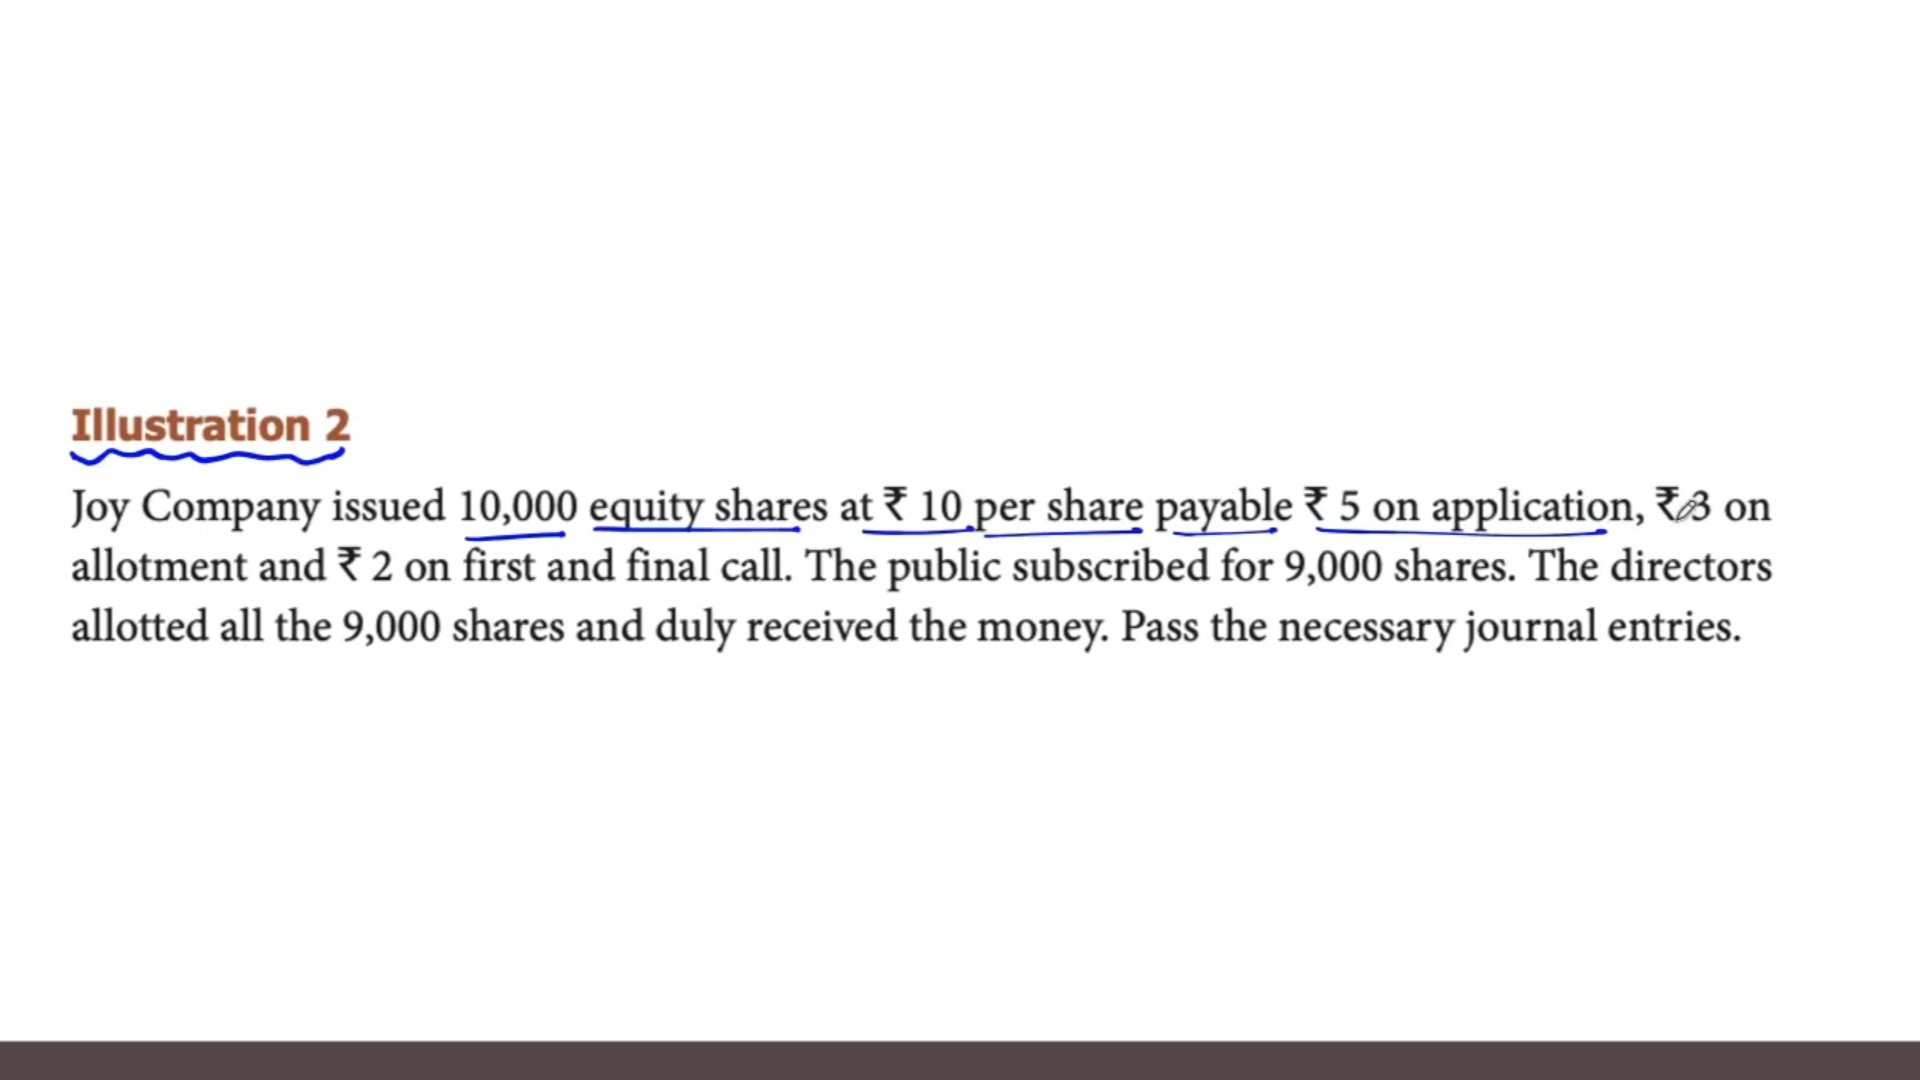 Illustration 2
Joy Company issued 10,000 equity shares at ₹ 10 per share payable ₹ 5 on application, ₹ 3 on
allotment and ₹ 2 on first and final call. The public subscribed for 9,000 shares. The directors
allotted all the 9,000 shares and duly received the money. Pass the necessary journal entries.